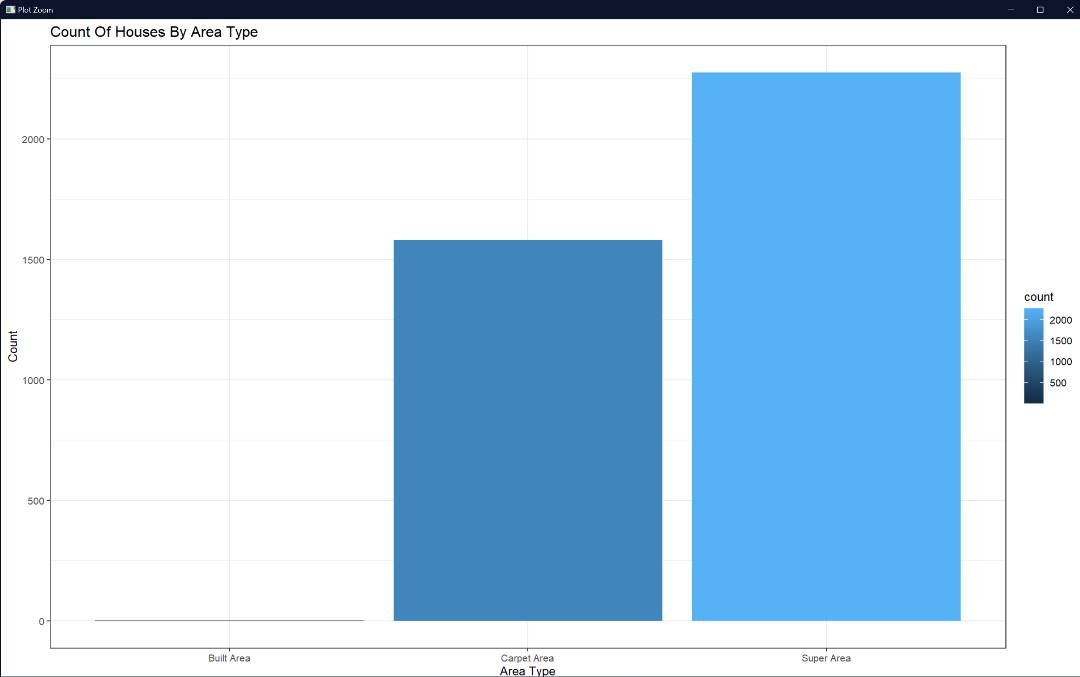 Plot Zoom
Count Of Houses By Area Type
Count
2000
1500
1000
500
0
Built Area
Carpet Area
Super Area
Area Type
count
2000
1500
1000
500